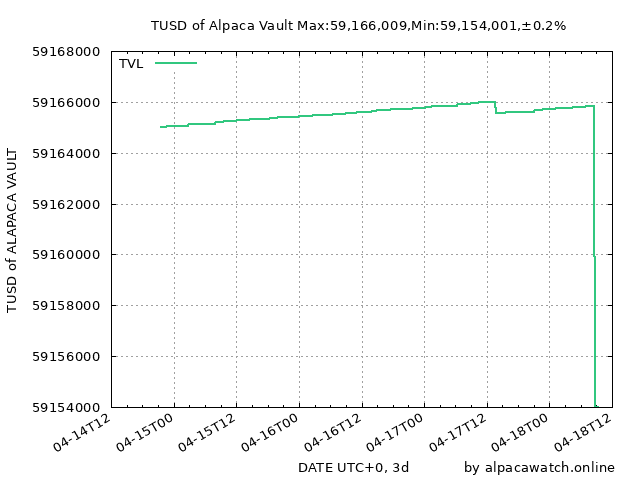 TUSD of Alpaca Vault Max:59,166,009,Min:59,154,001,±0.2%
TVL
59168000
59166000
59164000
59162000
59160000
59158000
59156000
59154000
TUSD of ALAPACA VAULT
04-14T12
04-15T00
04-15T12
04-16T00
04-16T12
04-17T00
04-17T12
04-18T00
04-18T12
DATE UTC+0, 3d
by alpacawatch.online